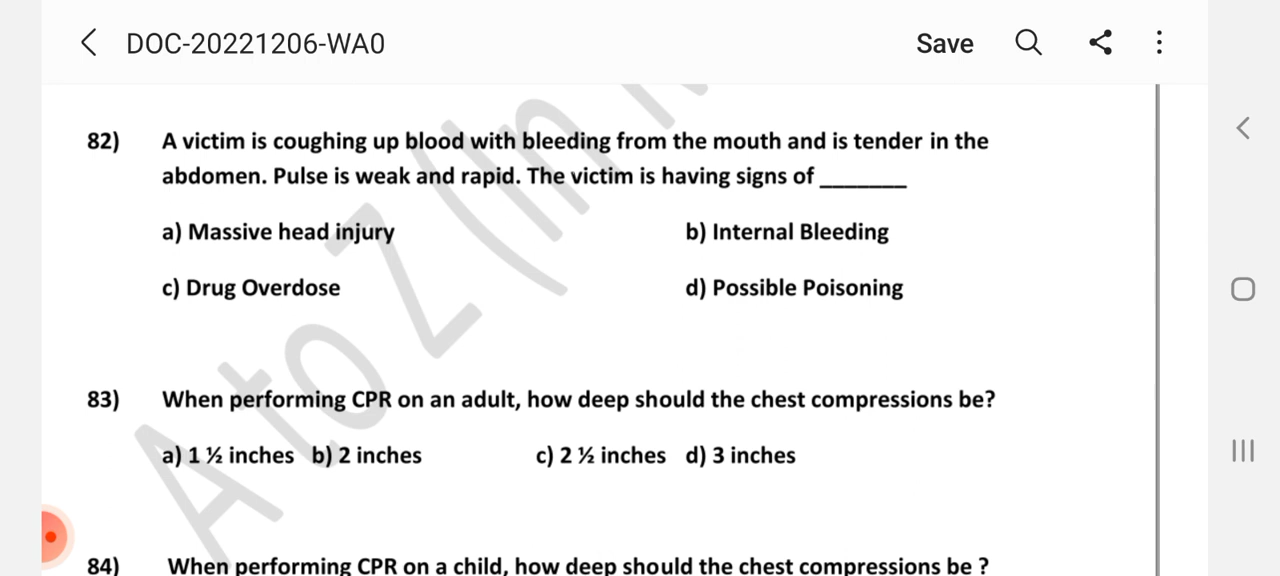 DOC-20221206-WA0 Save
A to Z (In
82) A victim is coughing up blood with bleeding from the mouth and is tender in the
abdomen. Pulse is weak and rapid. The victim is having signs of _______
a) Massive head injury b) Internal Bleeding
c) Drug Overdose d) Possible Poisoning
83) When performing CPR on an adult, how deep should the chest compressions be?
a) 1 ½ inches b) 2 inches c) 2 ½ inches d) 3 inches
84) When performing CPR on a child, how deep should the chest compressions be ?